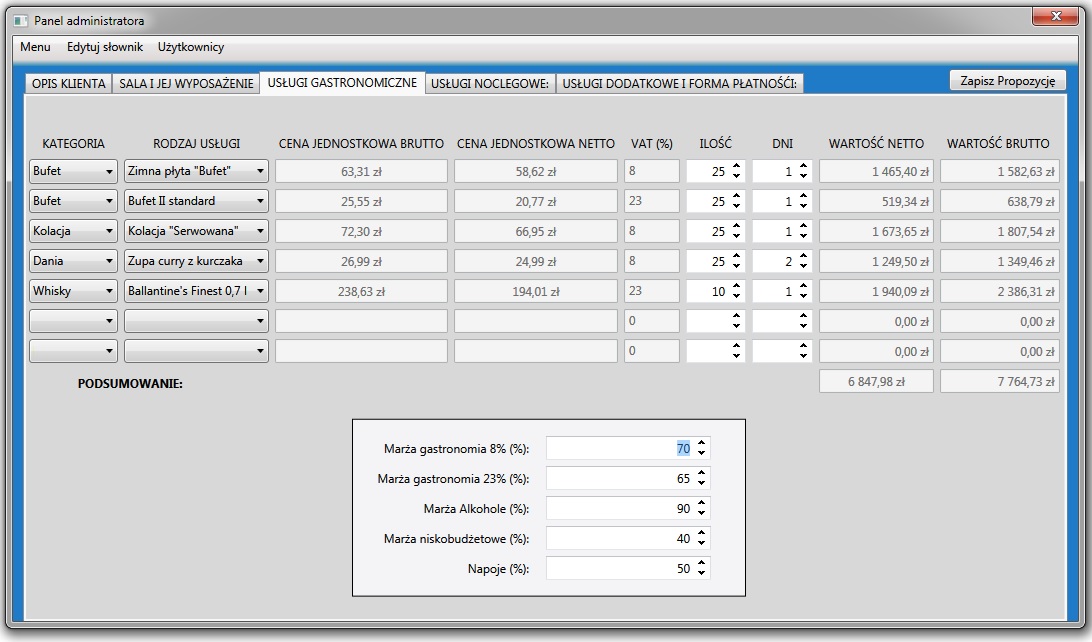 Panel administratora
Menu Edytuj słownik Użytkownicy
OPIS KLIENTA SALA I JEJ WYPOSAŻENIE USŁUGI GASTRONOMICZNE USŁUGI NOCLEGOWE: USŁUGI DODATKOWE I FORMA PŁATNOŚĆI: Zapisz Propozycję
KATEGORIA RODZAJ USŁUGI CENA JEDNOSTKOWA BRUTTO CENA JEDNOSTKOWA NETTO VAT (%) ILOŚĆ DNI WARTOŚĆ NETTO WARTOŚĆ BRUTTO
Bufet Zimna płyta "Bufet" 63,31 zł 58,62 zł 8 25 1 1 465,40 zł 1 582,63 zł
Bufet Bufet II standard 25,55 zł 20,77 zł 23 25 1 519,34 zł 638,79 zł
Kolacja Kolacja "Serwowana" 72,30 zł 66,95 zł 8 25 1 1 673,65 zł 1 807,54 zł
Dania Zupa curry z kurczaka 26,99 zł 24,99 zł 8 25 2 1 249,50 zł 1 349,46 zł
Whisky Ballantine's Finest 0,7 l 238,63 zł 194,01 zł 23 10 1 1 940,09 zł 2 386,31 zł
0 0,00 zł 0,00 zł
0 0,00 zł 0,00 zł
PODSUMOWANIE: 6 847,98 zł 7 764,73 zł
Marża gastronomia 8% (%): 70
Marża gastronomia 23% (%): 65
Marża Alkohole (%): 90
Marża niskobudżetowe (%): 40
Napoje (%): 50